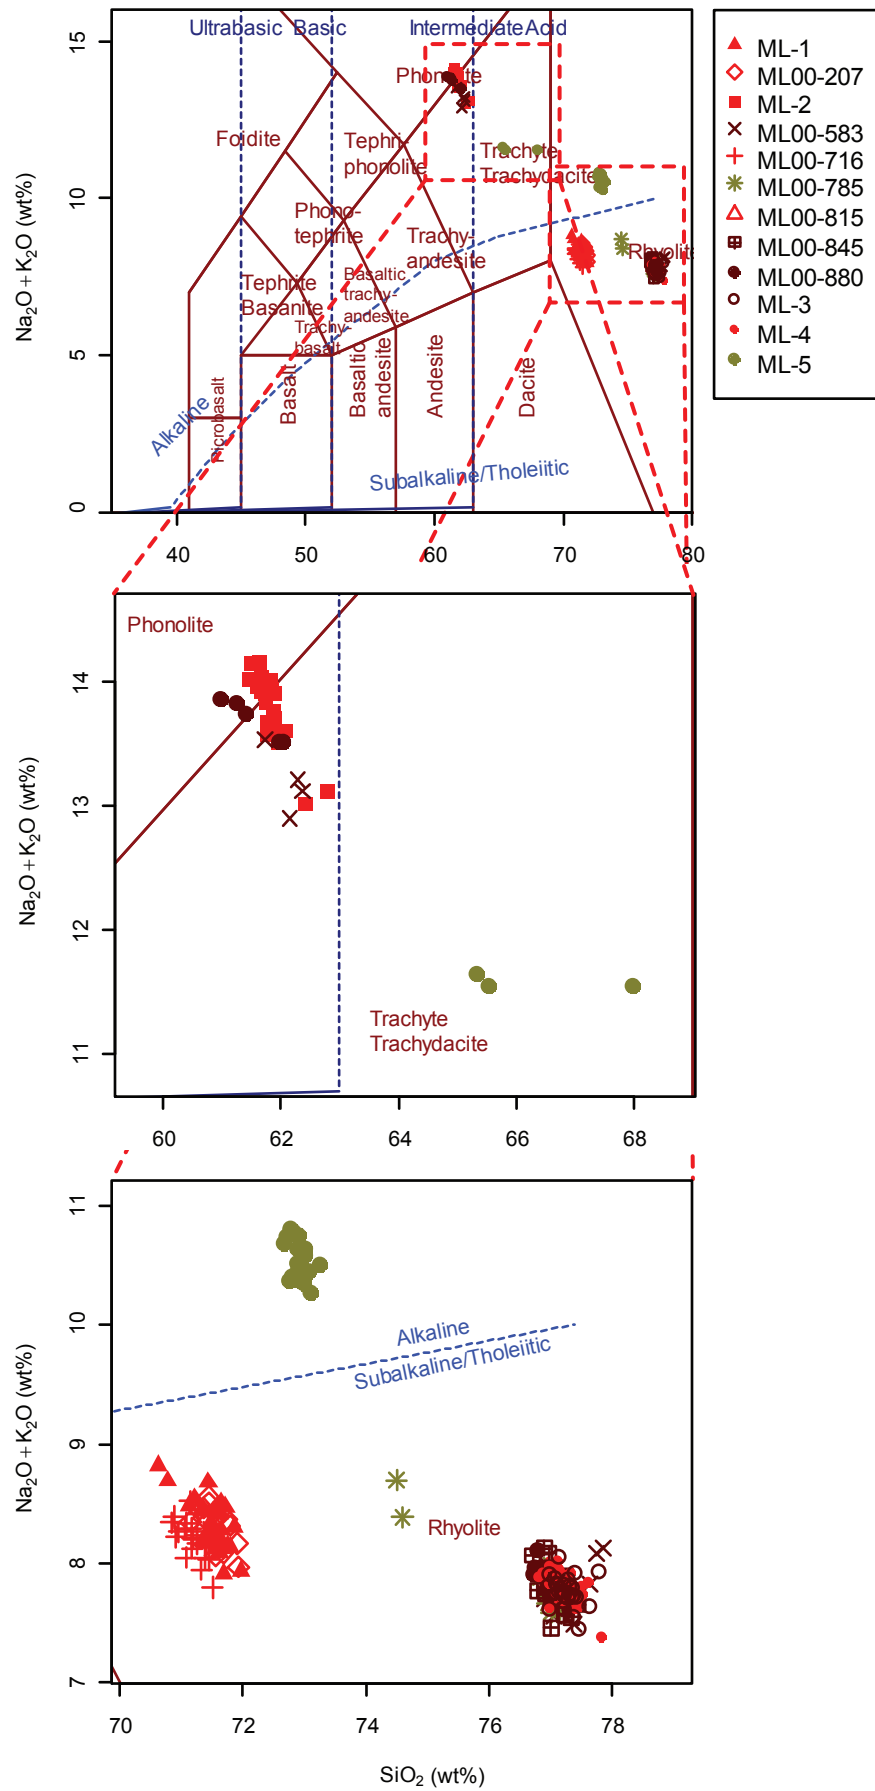 Ultrabasic Basic Intermediate Acid
15
10
5
0
Na2O+K2O (wt%)
Phonolite
Foidite
Tephri-
phonolite
Trachyte
Trachydacite
Phono-
tephrite
Trachy-
andesite
Rhyolite
Tephrite
Basanite
Basaltic
trachy-
andesite
Trachy-
basalt
Alkaline
Picrobasalt
Basalt
Basaltic
andesite
Andesite
Dacite
Subalkaline/Tholeiitic
40 50 60 70 80
ML-1
ML00-207
ML-2
ML00-583
ML00-716
ML00-785
ML00-815
ML00-845
ML00-880
ML-3
ML-4
ML-5
Phonolite
14
13
12
11
Na2O+K2O (wt%)
Trachyte
Trachydacite
60 62 64 66 68
11
10
9
8
7
Na2O+K2O (wt%)
Alkaline
Subalkaline/Tholeiitic
Rhyolite
70 72 74 76 78
SiO2 (wt%)